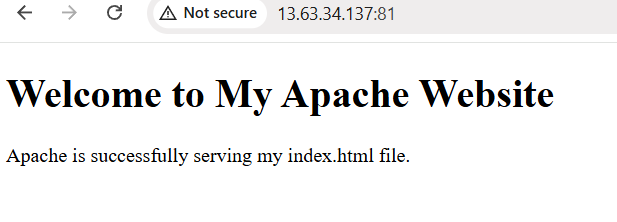 Not secure 13.63.34.137:81
Welcome to My Apache Website
Apache is successfully serving my index.html file.